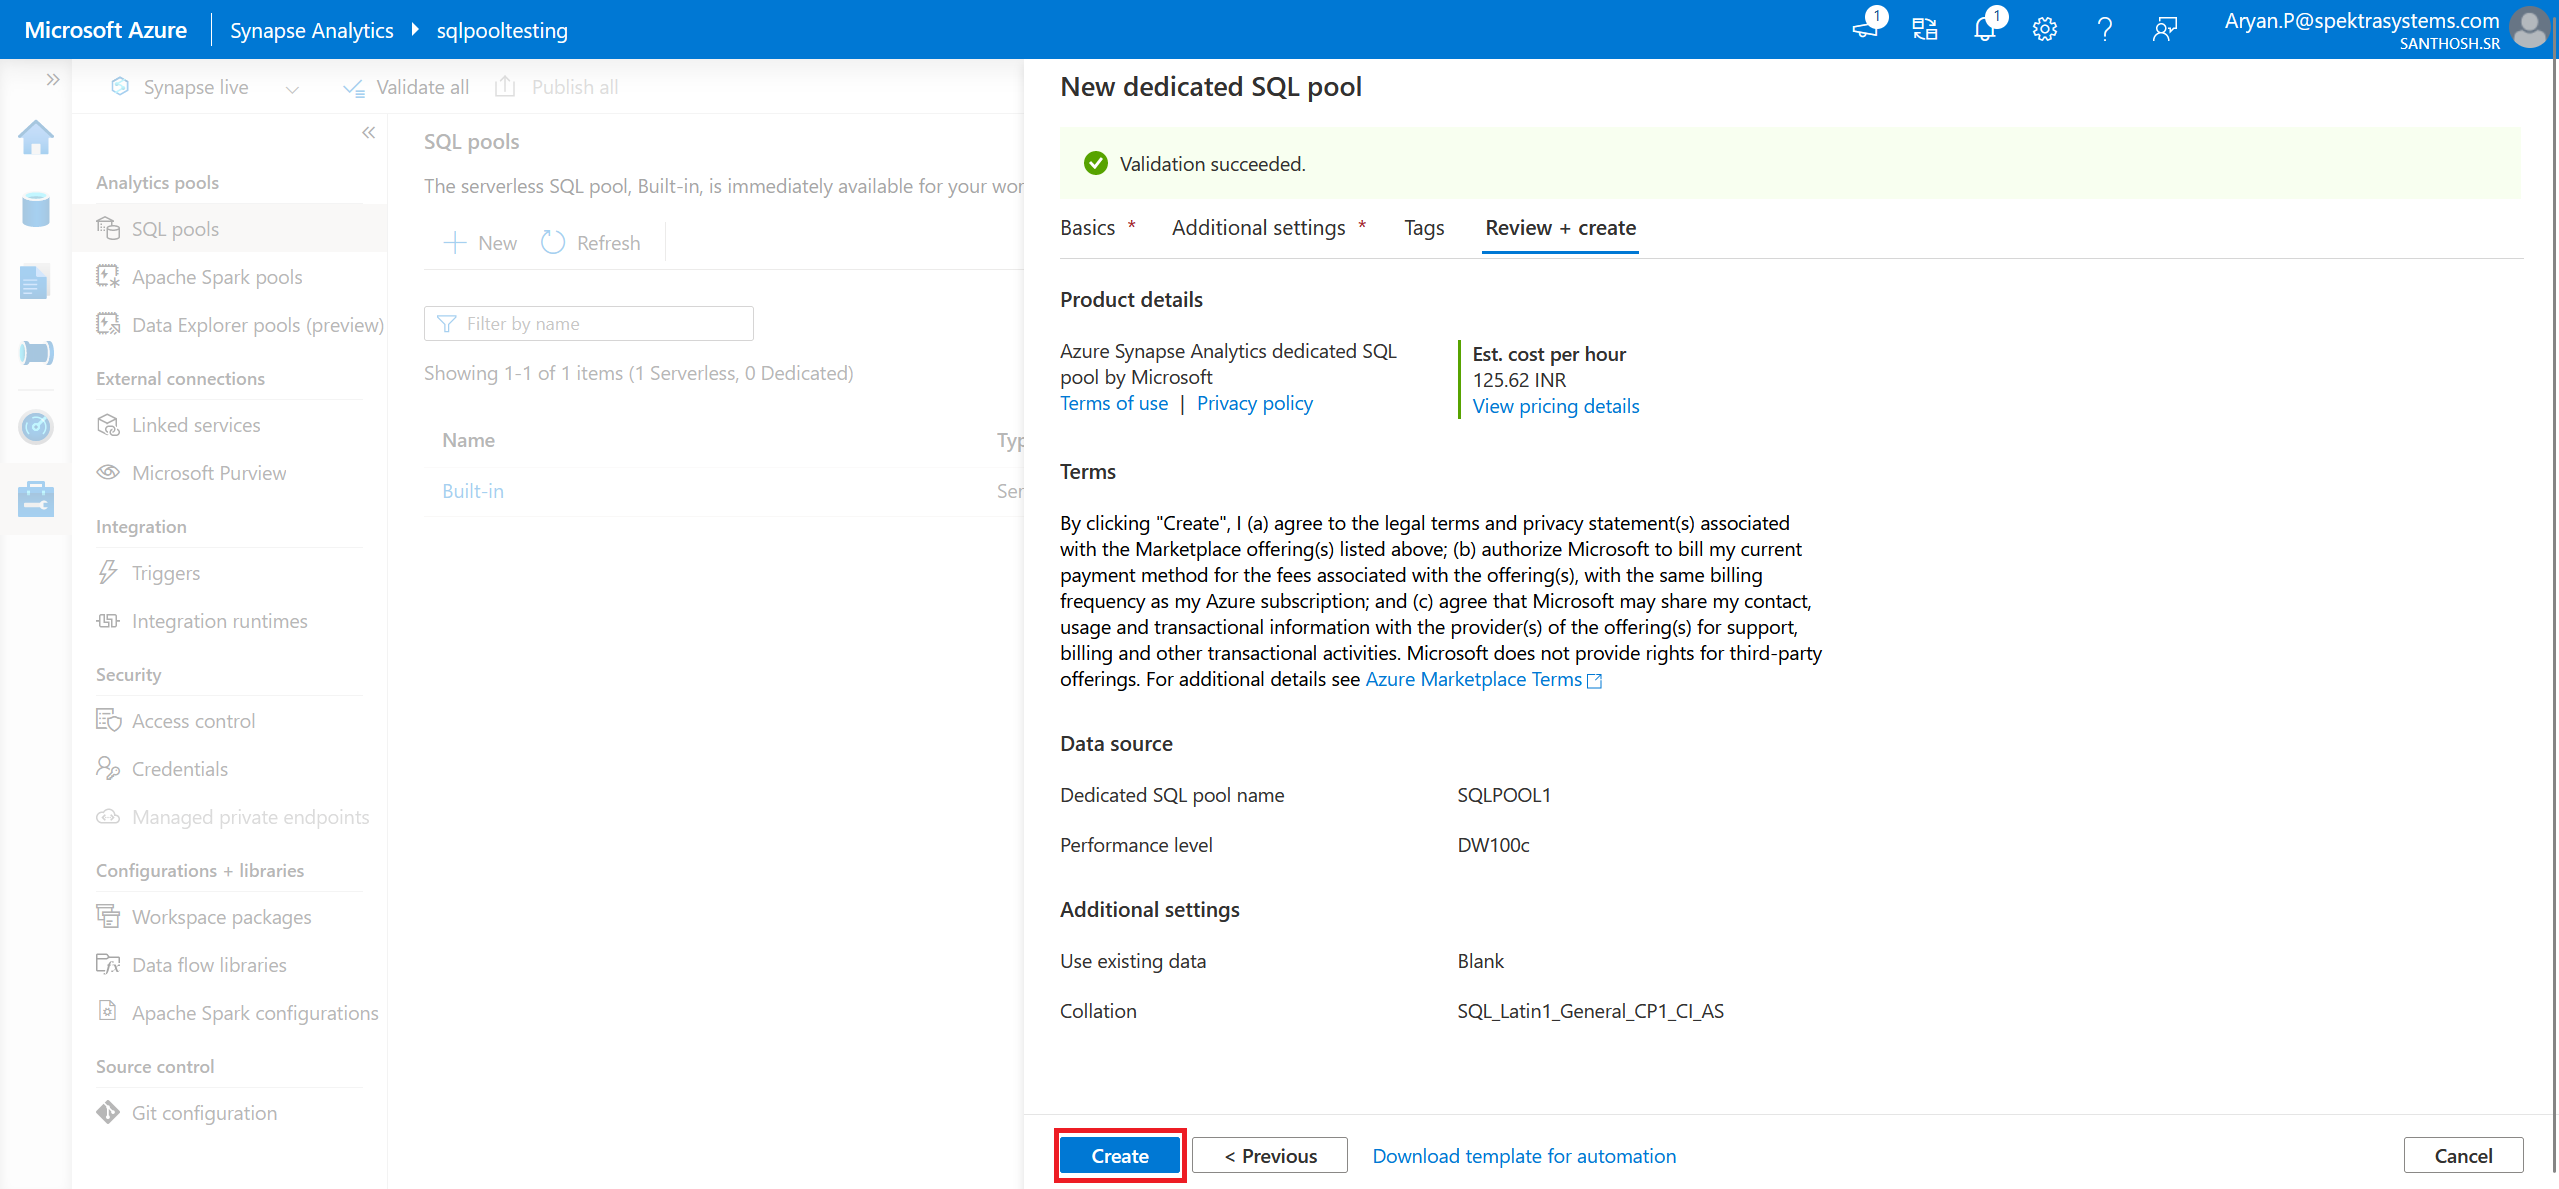 Microsoft Azure
Synapse Analytics
sqlpooltesting
1
1
Aryan.P@spektrasystems.com
SANTHOSH.SR
Synapse live
Validate all
Publish all
Analytics pools
SQL pools
Apache Spark pools
Data Explorer pools (preview)
External connections
Linked services
Microsoft Purview
Integration
Triggers
Integration runtimes
Security
Access control
Credentials
Managed private endpoints
Configurations + libraries
Workspace packages
Data flow libraries
Apache Spark configurations
Source control
Git configuration
SQL pools
The serverless SQL pool, Built-in, is immediately available for your wor
New
Refresh
Filter by name
Showing 1-1 of 1 items (1 Serverless, 0 Dedicated)
Name
Typ
Built-in
Ser
New dedicated SQL pool
Validation succeeded.
Basics *
Additional settings *
Tags
Review + create
Product details
Azure Synapse Analytics dedicated SQL
pool by Microsoft
Terms of use | Privacy policy
Est. cost per hour
125.62 INR
View pricing details
Terms
By clicking "Create", I (a) agree to the legal terms and privacy statement(s) associated
with the Marketplace offering(s) listed above; (b) authorize Microsoft to bill my current
payment method for the fees associated with the offering(s), with the same billing
frequency as my Azure subscription; and (c) agree that Microsoft may share my contact,
usage and transactional information with the provider(s) of the offering(s) for support,
billing and other transactional activities. Microsoft does not provide rights for third-party
offerings. For additional details see Azure Marketplace Terms
Data source
Dedicated SQL pool name
SQLPOOL1
Performance level
DW100c
Additional settings
Use existing data
Blank
Collation
SQL_Latin1_General_CP1_CI_AS
Create
< Previous
Download template for automation
Cancel